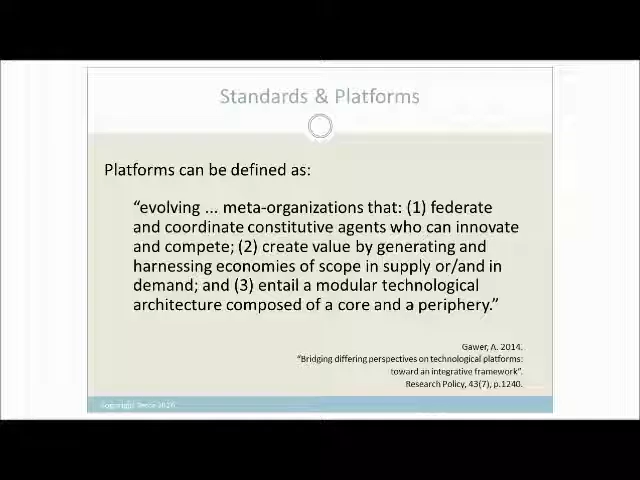 Standards & Platforms
Platforms can be defined as:
“evolving ... meta-organizations that: (1) federate
and coordinate constitutive agents who can innovate
and compete; (2) create value by generating and
harnessing economies of scope in supply or/and in
demand; and (3) entail a modular technological
architecture composed of a core and a periphery.”
Gawer, A. 2014.
“Bridging differing perspectives on technological platforms:
toward an integrative framework”.
Research Policy, 43(7), p.1240.
Copyright